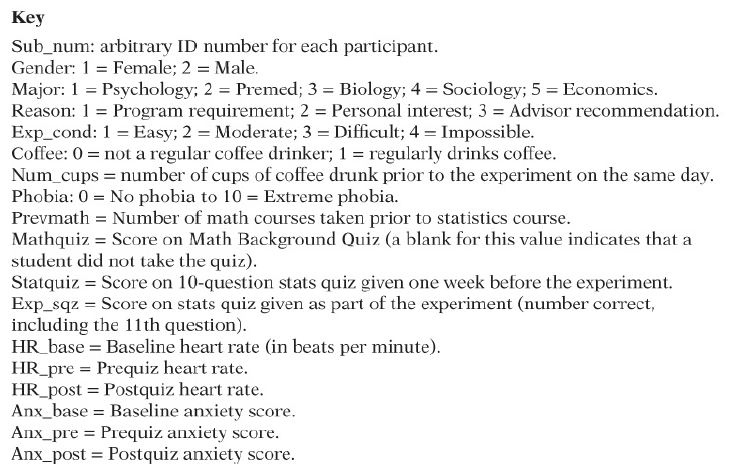 Key
Sub_num: arbitrary ID number for each participant.
Gender: 1 = Female; 2 = Male.
Major: 1 = Psychology; 2 = Premed; 3 = Biology; 4 = Sociology; 5 = Economics.
Reason: 1 = Program requirement; 2 = Personal interest; 3 = Advisor recommendation.
Exp_cond: 1 = Easy; 2 = Moderate; 3 = Difficult; 4 = Impossible.
Coffee: 0 = not a regular coffee drinker; 1 = regularly drinks coffee.
Num_cups = number of cups of coffee drunk prior to the experiment on the same day.
Phobia: 0 = No phobia to 10 = Extreme phobia.
Prevmath = Number of math courses taken prior to statistics course.
Mathquiz = Score on Math Background Quiz (a blank for this value indicates that a
student did not take the quiz).
Statquiz = Score on 10-question stats quiz given one week before the experiment.
Exp_sqz = Score on stats quiz given as part of the experiment (number correct,
including the 11th question).
HR_base = Baseline heart rate (in beats per minute).
HR_pre = Prequiz heart rate.
HR_post = Postquiz heart rate.
Anx_base = Baseline anxiety score.
Anx_pre = Prequiz anxiety score.
Anx_post = Postquiz anxiety score.